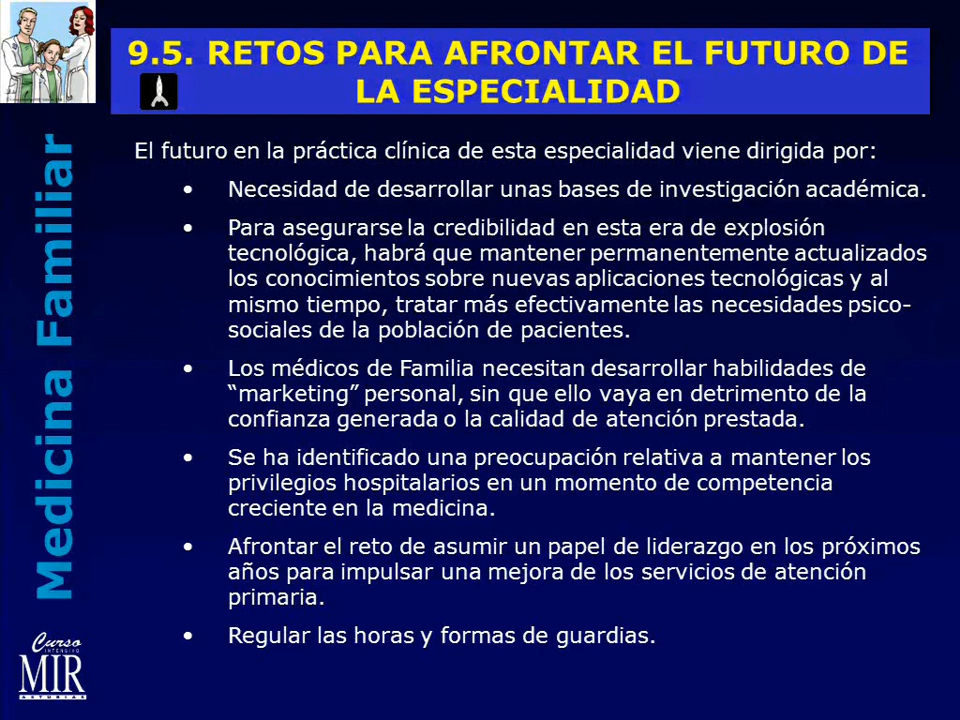 9.5. RETOS PARA AFRONTAR EL FUTURO DE
LA ESPECIALIDAD
El futuro en la práctica clínica de esta especialidad viene dirigida por:
• Necesidad de desarrollar unas bases de investigación académica.
• Para asegurarse la credibilidad en esta era de explosión
tecnológica, habrá que mantener permanentemente actualizados
los conocimientos sobre nuevas aplicaciones tecnológicas y al
mismo tiempo, tratar más efectivamente las necesidades psico-
sociales de la población de pacientes.
• Los médicos de Familia necesitan desarrollar habilidades de
“marketing” personal, sin que ello vaya en detrimento de la
confianza generada o la calidad de atención prestada.
• Se ha identificado una preocupación relativa a mantener los
privilegios hospitalarios en un momento de competencia
creciente en la medicina.
• Afrontar el reto de asumir un papel de liderazgo en los próximos
años para impulsar una mejora de los servicios de atención
primaria.
• Regular las horas y formas de guardias.
Medicina Familiar
Curso
INTENSIVO
MIR
ASTURIAS